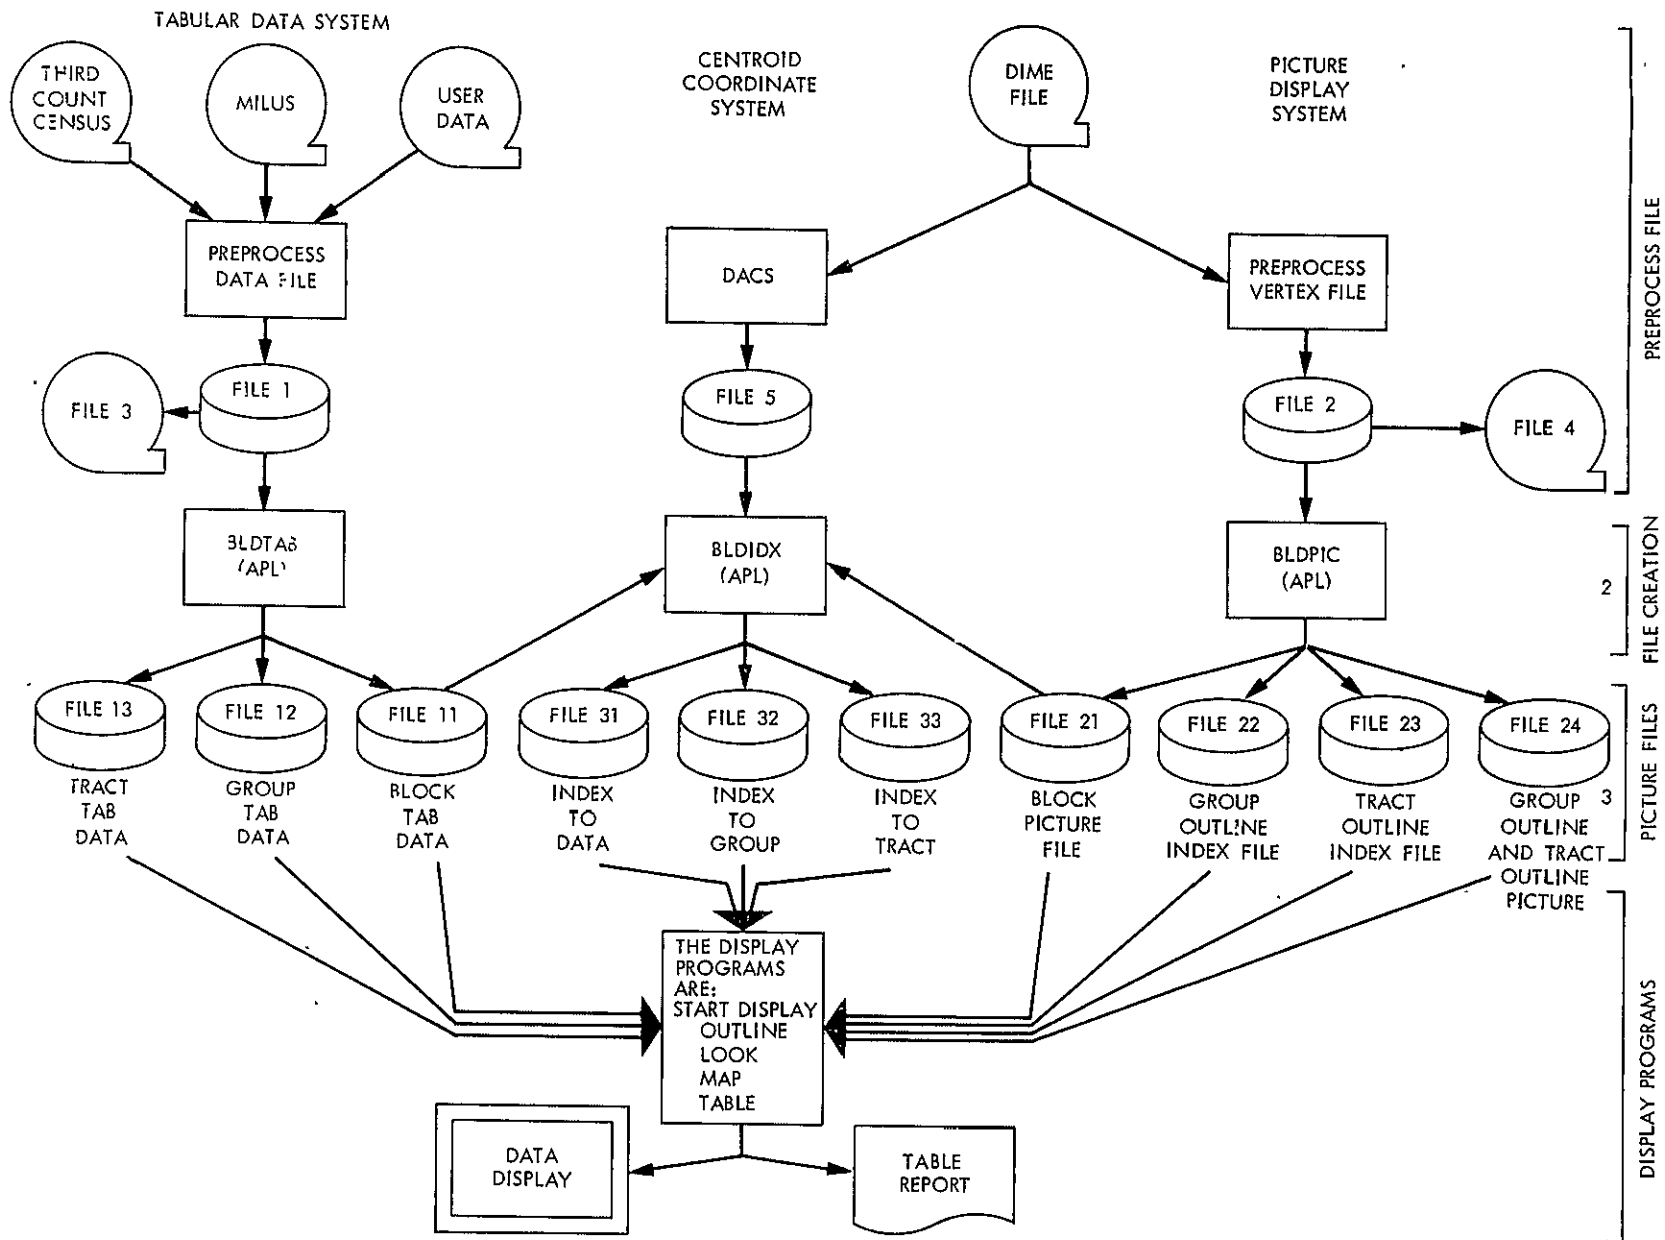 TABULAR DATA SYSTEM
THIRD
COUNT
CENSUS
MILUS
USER
DATA
CENTROID
COORDINATE
SYSTEM
DIME
FILE
PICTURE
DISPLAY
SYSTEM
PREPROCESS
DATA FILE
DACS
PREPROCESS
VERTEX FILE
PREPROCESS FILE
FILE 3
FILE 1
FILE 5
FILE 2
FILE 4
BLDTAB
(APL)
BLDIDX
(APL)
BLDPIC
(APL)
2
FILE CREATION
FILE 13
FILE 12
FILE 11
FILE 31
FILE 32
FILE 33
FILE 21
FILE 22
FILE 23
FILE 24
TRACT
TAB
DATA
GROUP
TAB
DATA
BLOCK
TAB
DATA
INDEX
TO
DATA
INDEX
TO
GROUP
INDEX
TO
TRACT
BLOCK
PICTURE
FILE
GROUP
OUTLINE
INDEX FILE
TRACT
OUTLINE
INDEX FILE
GROUP
OUTLINE
AND TRACT
OUTLINE
PICTURE
3
PICTURE FILES
THE DISPLAY
PROGRAMS
ARE:
START DISPLAY
OUTLINE
LOOK
MAP
TABLE
DISPLAY PROGRAMS
DATA
DISPLAY
TABLE
REPORT